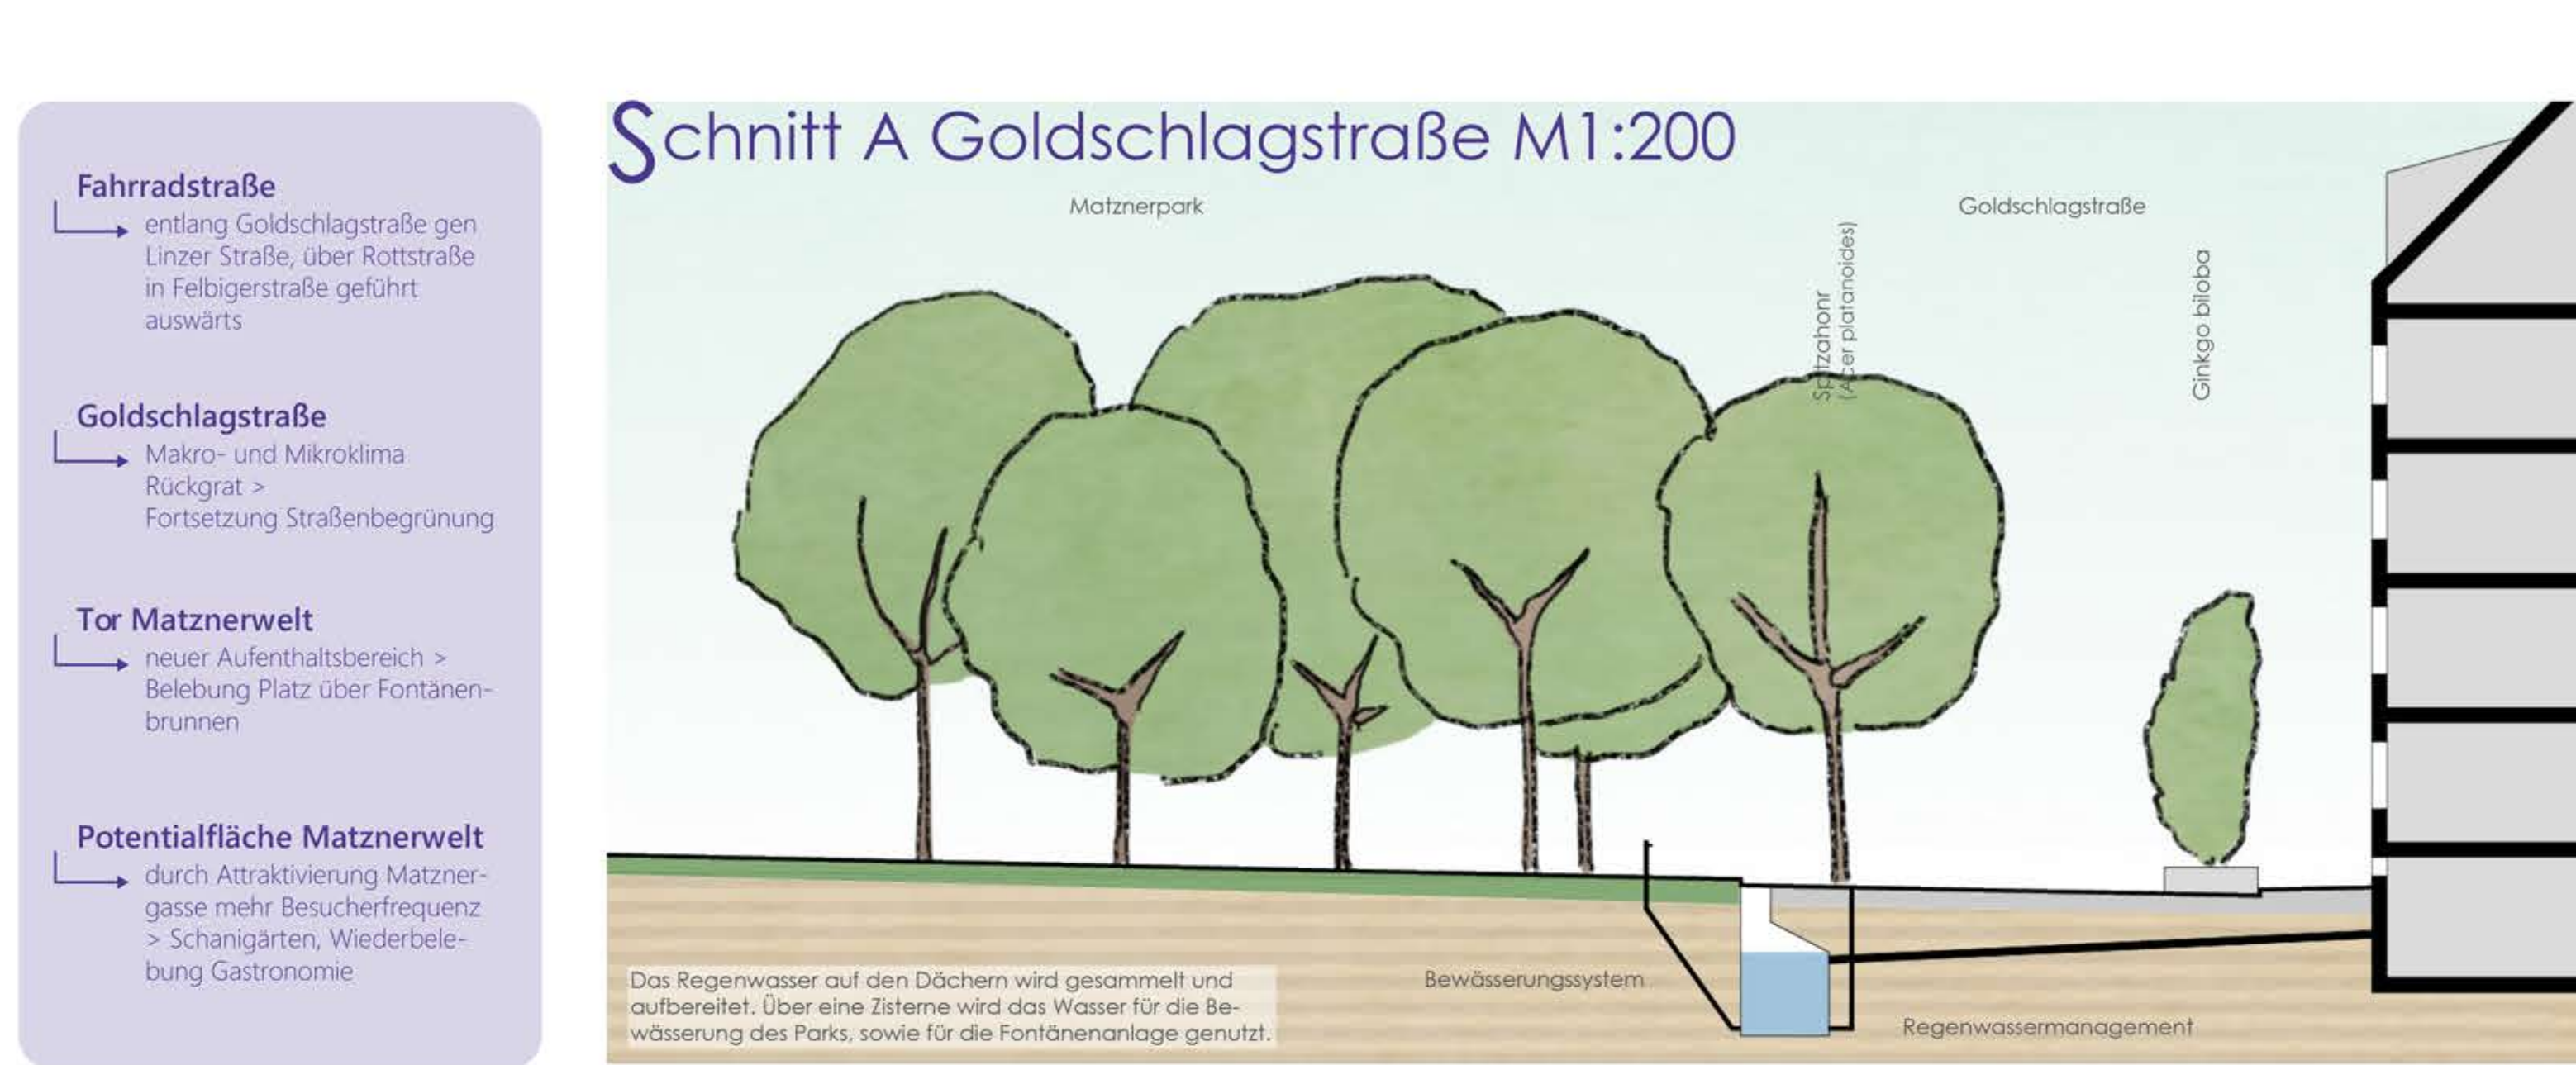 Fahrradstraße
entlang Goldschlagstraße gen
Linzer Straße, über Rottstraße
in Felbigerstraße geführt
auswärts
Goldschlagstraße
Makro- und Mikroklima
Rückgrat >
Fortsetzung Straßenbegrünung
Tor Matznerwelt
neuer Aufenthaltsbereich >
Belebung Platz über Fontänen-
brunnen
Potentialfläche Matznerwelt
durch Attraktivierung Matzner-
gasse mehr Besucherfrequenz
> Schanigärten, Wiederbele-
bung Gastronomie
Schnitt A Goldschlagstraße M1:200
Matznerpark
Goldschlagstraße
Spitzahonr
(Acer platanoides)
Ginkgo biloba
Das Regenwasser auf den Dächern wird gesammelt und
aufbereitet. Über eine Zisterne wird das Wasser für die Be-
wässerung des Parks, sowie für die Fontänenanlage genutzt.
Bewässerungssystem
Regenwassermanagement